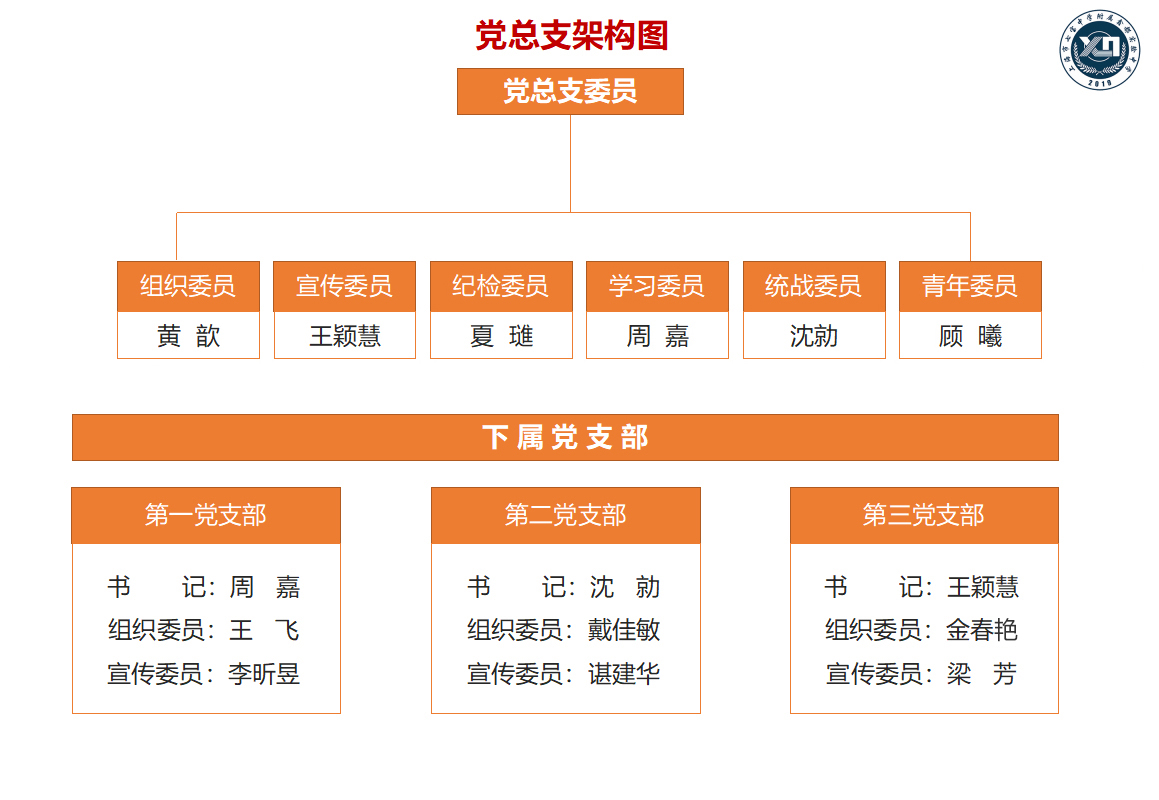 党总支架构图
党总支委员
组织委员 宣传委员 纪检委员 学习委员 统战委员 青年委员
黄 歆 王颖慧 夏 琟 周 嘉 沈勍 顾 曦
下属党支部
第一党支部 第二党支部 第三党支部
书 记：周 嘉 书 记：沈 勍 书 记：王颖慧
组织委员：王 飞 组织委员：戴佳敏 组织委员：金春艳
宣传委员：李昕昱 宣传委员：谌建华 宣传委员：梁 芳
2019